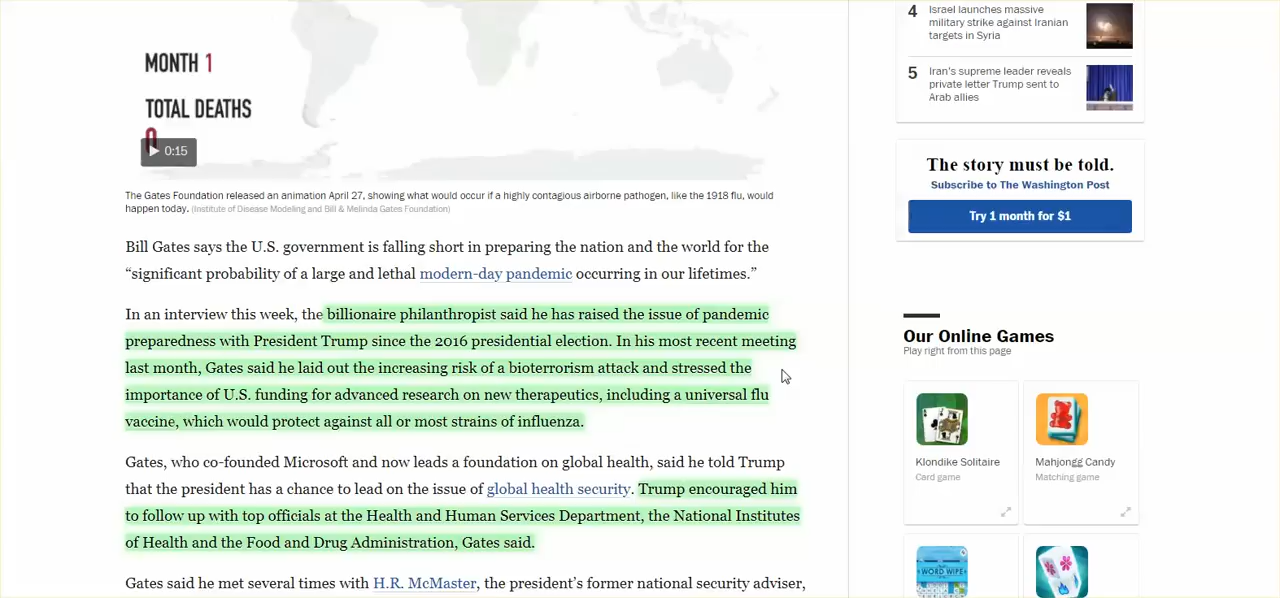 MONTH 1
TOTAL DEATHS
0
0:15
The Gates Foundation released an animation April 27, showing what would occur if a highly contagious airborne pathogen, like the 1918 flu, would
happen today. (Institute of Disease Modeling and Bill & Melinda Gates Foundation)
Bill Gates says the U.S. government is falling short in preparing the nation and the world for the
“significant probability of a large and lethal modern-day pandemic occurring in our lifetimes.”
In an interview this week, the billionaire philanthropist said he has raised the issue of pandemic
preparedness with President Trump since the 2016 presidential election. In his most recent meeting
last month, Gates said he laid out the increasing risk of a bioterrorism attack and stressed the
importance of U.S. funding for advanced research on new therapeutics, including a universal flu
vaccine, which would protect against all or most strains of influenza.
Gates, who co-founded Microsoft and now leads a foundation on global health, said he told Trump
that the president has a chance to lead on the issue of global health security. Trump encouraged him
to follow up with top officials at the Health and Human Services Department, the National Institutes
of Health and the Food and Drug Administration, Gates said.
Gates said he met several times with H.R. McMaster, the president’s former national security adviser,
4 Israel launches massive
military strike against Iranian
targets in Syria
5 Iran's supreme leader reveals
private letter Trump sent to
Arab allies
The story must be told.
Subscribe to The Washington Post
Try 1 month for $1
Our Online Games
Play right from this page
Klondike Solitaire
Card game
Mahjongg Candy
Matching game
WORD WIPE